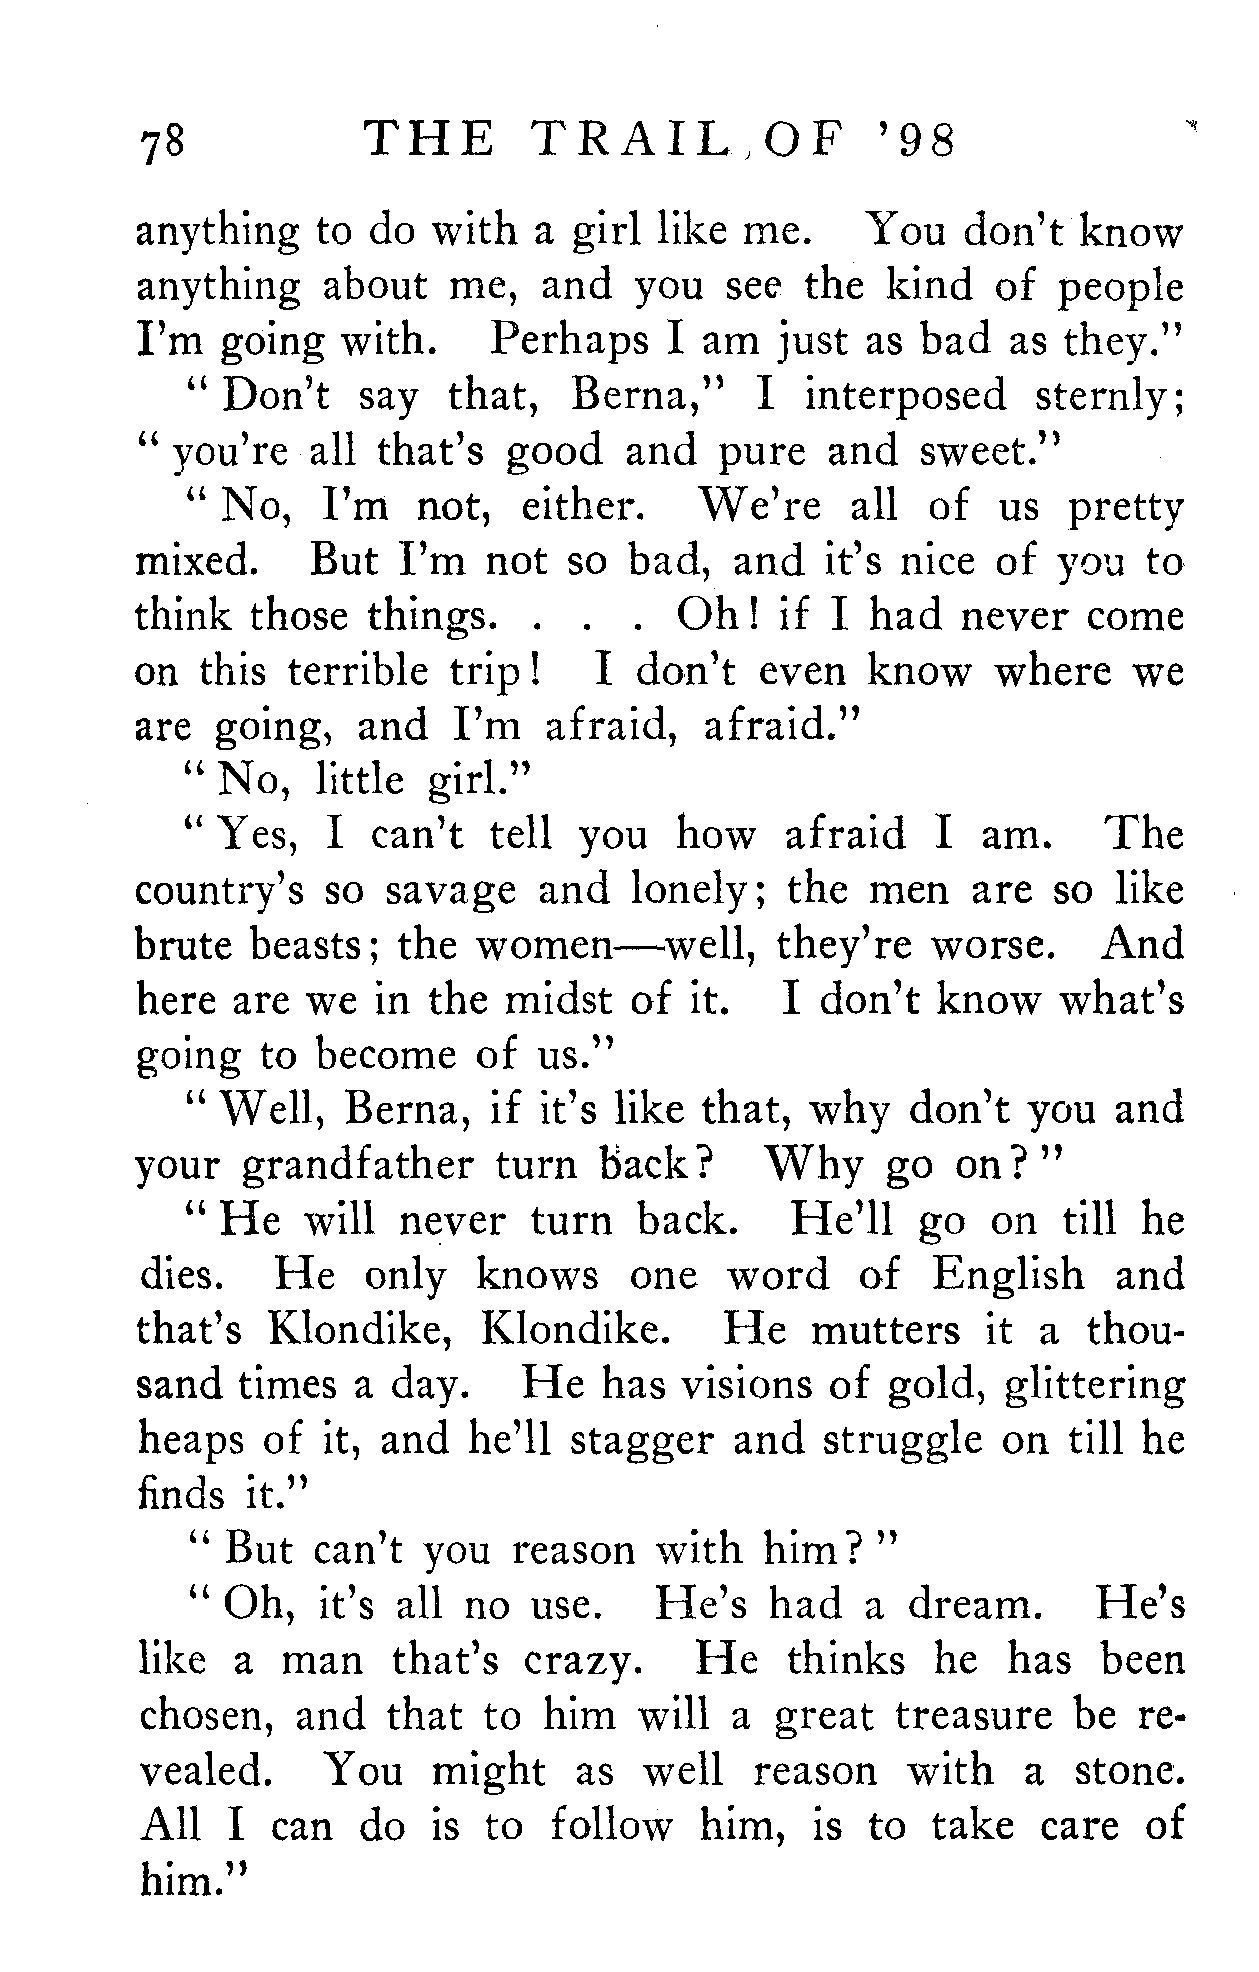 78 THE TRAIL OF '98
anything to do with a girl like me. You don't know
anything about me, and you see the kind of people
I'm going with. Perhaps I am just as bad as they."
" Don't say that, Berna," I interposed sternly;
" you're all that's good and pure and sweet."
" No, I'm not, either. We're all of us pretty
mixed. But I'm not so bad, and it's nice of you to
think those things. . . . Oh! if I had never come
on this terrible trip! I don't even know where we
are going, and I'm afraid, afraid."
" No, little girl."
" Yes, I can't tell you how afraid I am. The
country's so savage and lonely; the men are so like
brute beasts; the women—well, they're worse. And
here are we in the midst of it. I don't know what's
going to become of us."
" Well, Berna, if it's like that, why don't you and
your grandfather turn back? Why go on? "
" He will never turn back. He'll go on till he
dies. He only knows one word of English and
that's Klondike, Klondike. He mutters it a thou-
sand times a day. He has visions of gold, glittering
heaps of it, and he'll stagger and struggle on till he
finds it."
" But can't you reason with him? "
" Oh, it's all no use. He's had a dream. He's
like a man that's crazy. He thinks he has been
chosen, and that to him will a great treasure be re-
vealed. You might as well reason with a stone.
All I can do is to follow him, is to take care of
him."